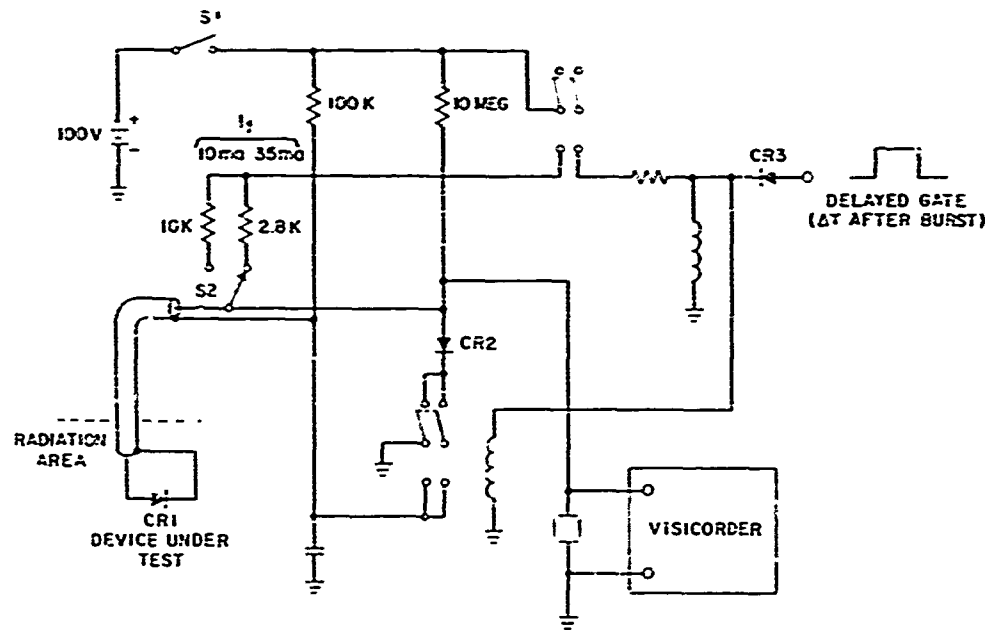 S1
100V
+
-
100 K
10 MEG
If
10ma 35ma
10K
2.8K
S2
CR3
DELAYED GATE
(ΔT AFTER BURST)
CR2
RADIATION
AREA
CR1
DEVICE UNDER
TEST
VISICORDER